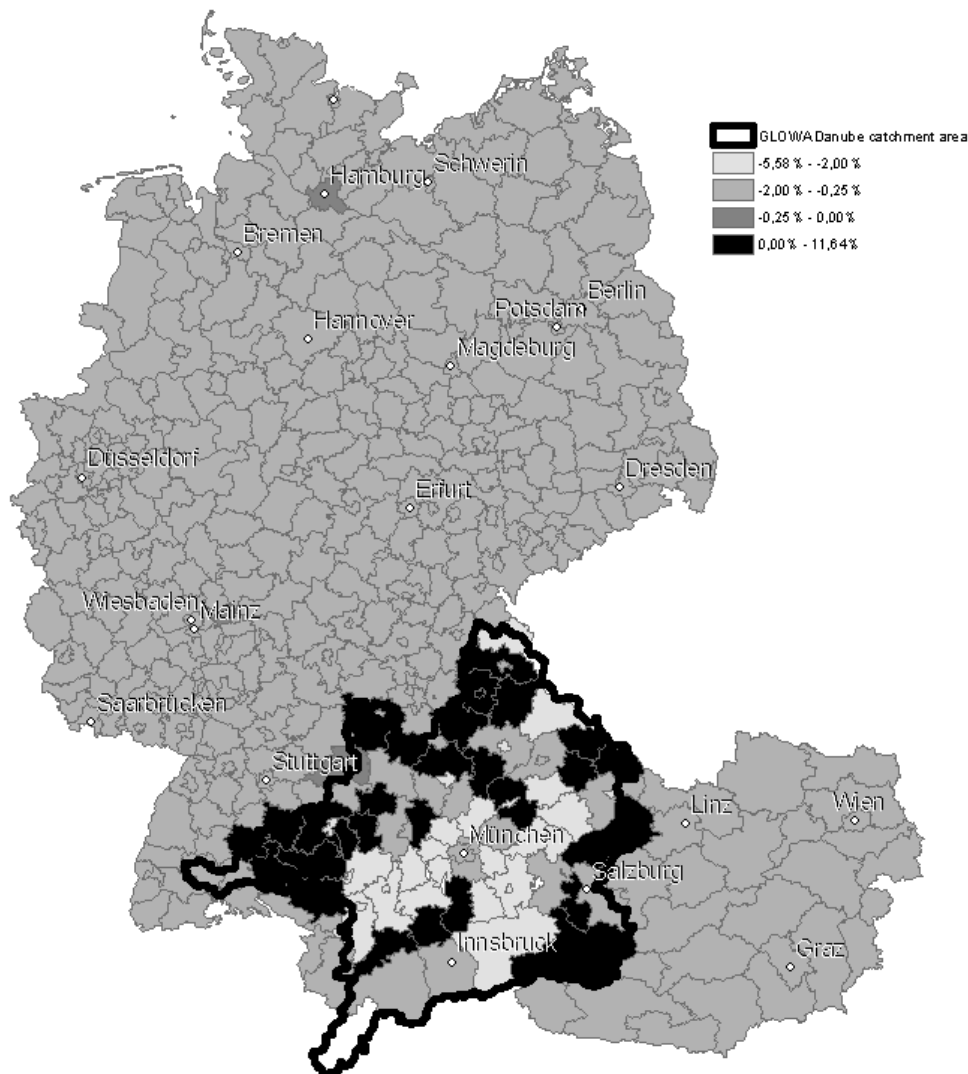 GLOWA Danube catchment area
-5,58 % - -2,00 %
-2,00 % - -0,25 %
-0,25 % - 0,00 %
0,00 % - 11,64 %
Schwerin
Hamburg
Bremen
Berlin
Potsdam
Hannover
Magdeburg
Düsseldorf
Dresden
Erfurt
Wiesbaden
Mainz
Saarbrücken
Stuttgart
Linz
Wien
München
Salzburg
Innsbruck
Graz